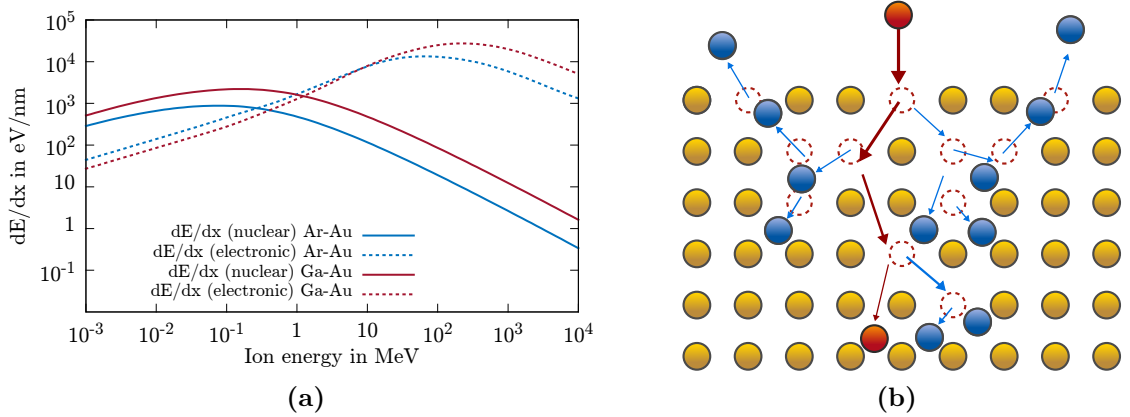 10^5
10^4
10^3
10^2
10
1
10^-1
dE/dx in eV/nm
dE/dx (nuclear) Ar-Au
dE/dx (electronic) Ar-Au
dE/dx (nuclear) Ga-Au
dE/dx (electronic) Ga-Au
10^-3 10^-2 10^-1 1 10 10^2 10^3 10^4
Ion energy in MeV
(a)
(b)